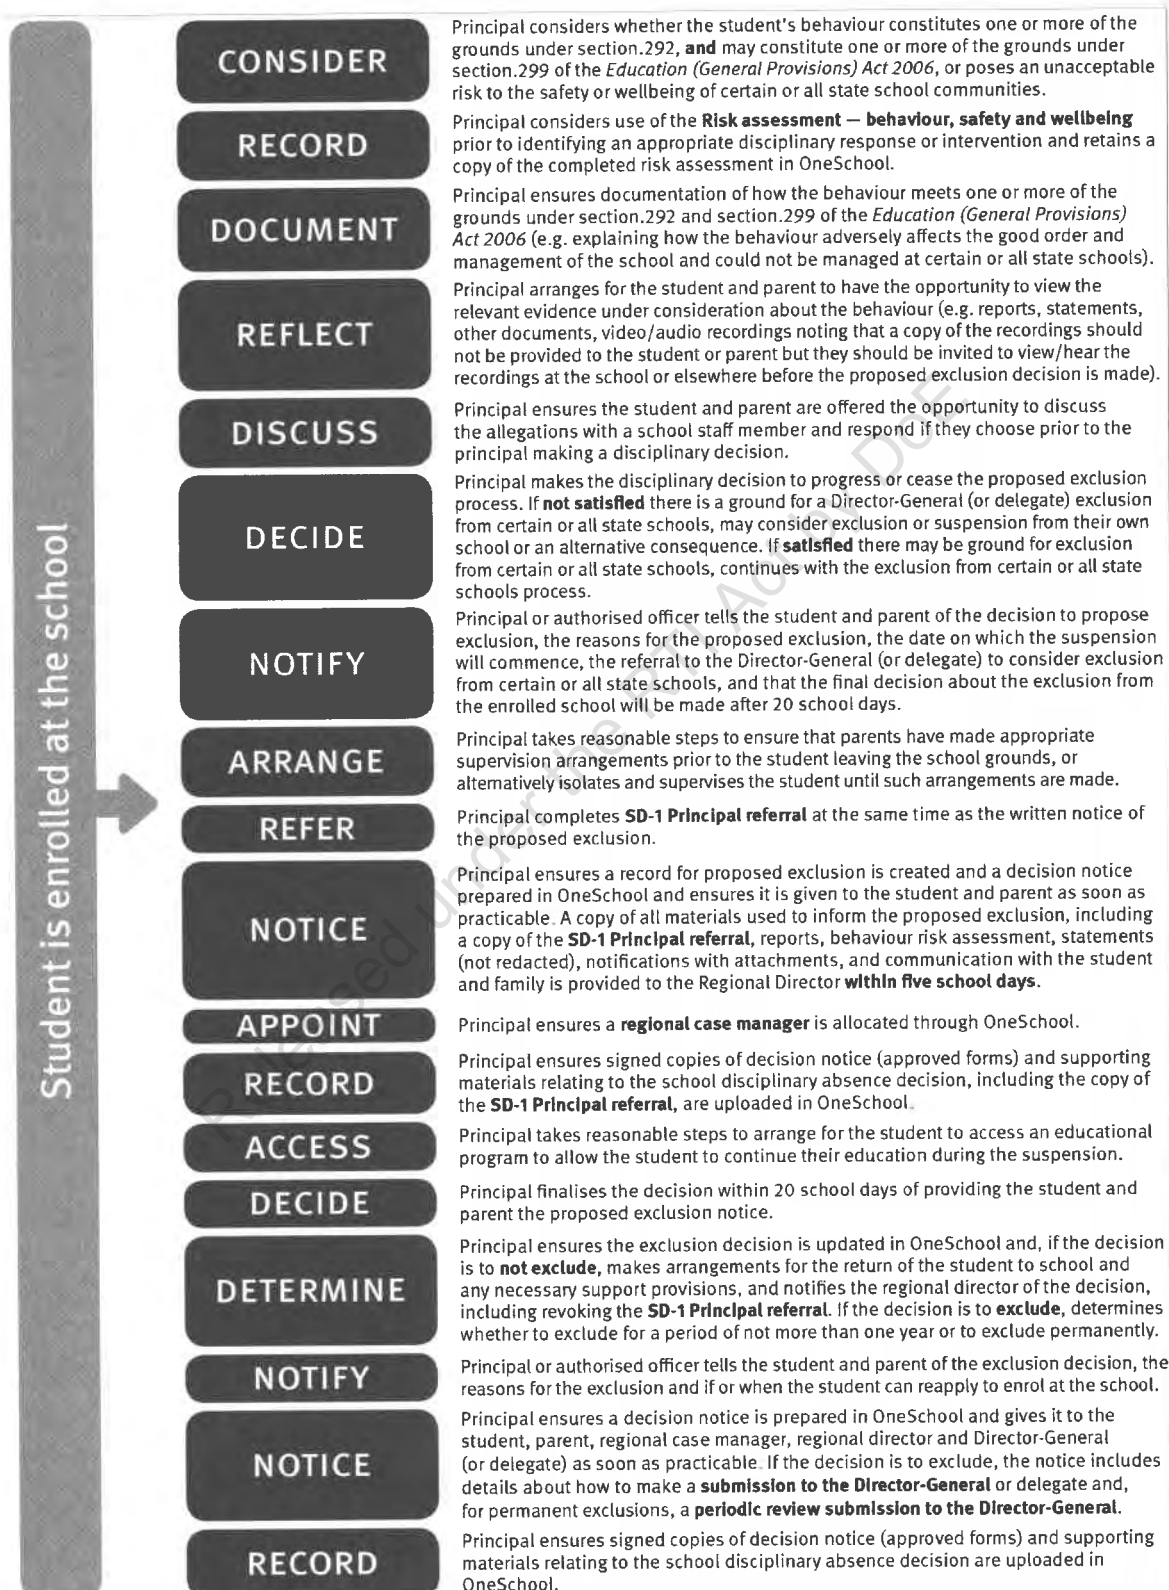 Student is enrolled at the school
CONSIDER
Principal considers whether the student's behaviour constitutes one or more of the
grounds under section.292, and may constitute one or more of the grounds under
section.299 of the Education (General Provisions) Act 2006, or poses an unacceptable
risk to the safety or wellbeing of certain or all state school communities.
RECORD
Principal considers use of the Risk assessment — behaviour, safety and wellbeing
prior to identifying an appropriate disciplinary response or intervention and retains a
copy of the completed risk assessment in OneSchool.
DOCUMENT
Principal ensures documentation of how the behaviour meets one or more of the
grounds under section.292 and section.299 of the Education (General Provisions)
Act 2006 (e.g. explaining how the behaviour adversely affects the good order and
management of the school and could not be managed at certain or all state schools).
REFLECT
Principal arranges for the student and parent to have the opportunity to view the
relevant evidence under consideration about the behaviour (e.g. reports, statements,
other documents, video/audio recordings noting that a copy of the recordings should
not be provided to the student or parent but they should be invited to view/hear the
recordings at the school or elsewhere before the proposed exclusion decision is made).
DISCUSS
Principal ensures the student and parent are offered the opportunity to discuss
the allegations with a school staff member and respond if they choose prior to the
principal making a disciplinary decision.
DECIDE
Principal makes the disciplinary decision to progress or cease the proposed exclusion
process. If not satisfied there is a ground for a Director-General (or delegate) exclusion
from certain or all state schools, may consider exclusion or suspension from their own
school or an alternative consequence. If satisfied there may be ground for exclusion
from certain or all state schools, continues with the exclusion from certain or all state
schools process.
NOTIFY
Principal or authorised officer tells the student and parent of the decision to propose
exclusion, the reasons for the proposed exclusion, the date on which the suspension
will commence, the referral to the Director-General (or delegate) to consider exclusion
from certain or all state schools, and that the final decision about the exclusion from
the enrolled school will be made after 20 school days.
ARRANGE
Principal takes reasonable steps to ensure that parents have made appropriate
supervision arrangements prior to the student leaving the school grounds, or
alternatively isolates and supervises the student until such arrangements are made.
REFER
Principal completes SD-1 Principal referral at the same time as the written notice of
the proposed exclusion.
NOTICE
Principal ensures a record for proposed exclusion is created and a decision notice
prepared in OneSchool and ensures it is given to the student and parent as soon as
practicable. A copy of all materials used to inform the proposed exclusion, including
a copy of the SD-1 Principal referral, reports, behaviour risk assessment, statements
(not redacted), notifications with attachments, and communication with the student
and family is provided to the Regional Director within five school days.
APPOINT
Principal ensures a regional case manager is allocated through OneSchool.
RECORD
Principal ensures signed copies of decision notice (approved forms) and supporting
materials relating to the school disciplinary absence decision, including the copy of
the SD-1 Principal referral, are uploaded in OneSchool.
ACCESS
Principal takes reasonable steps to arrange for the student to access an educational
program to allow the student to continue their education during the suspension.
DECIDE
Principal finalises the decision within 20 school days of providing the student and
parent the proposed exclusion notice.
DETERMINE
Principal ensures the exclusion decision is updated in OneSchool and, if the decision
is to not exclude, makes arrangements for the return of the student to school and
any necessary support provisions, and notifies the regional director of the decision,
including revoking the SD-1 Principal referral. If the decision is to exclude, determines
whether to exclude for a period of not more than one year or to exclude permanently.
NOTIFY
Principal or authorised officer tells the student and parent of the exclusion decision, the
reasons for the exclusion and if or when the student can reapply to enrol at the school.
NOTICE
Principal ensures a decision notice is prepared in OneSchool and gives it to the
student, parent, regional case manager, regional director and Director-General
(or delegate) as soon as practicable. If the decision is to exclude, the notice includes
details about how to make a submission to the Director-General or delegate and,
for permanent exclusions, a periodic review submission to the Director-General.
RECORD
Principal ensures signed copies of decision notice (approved forms) and supporting
materials relating to the school disciplinary absence decision are uploaded in
OneSchool.
Released under the RTI Act by DoE